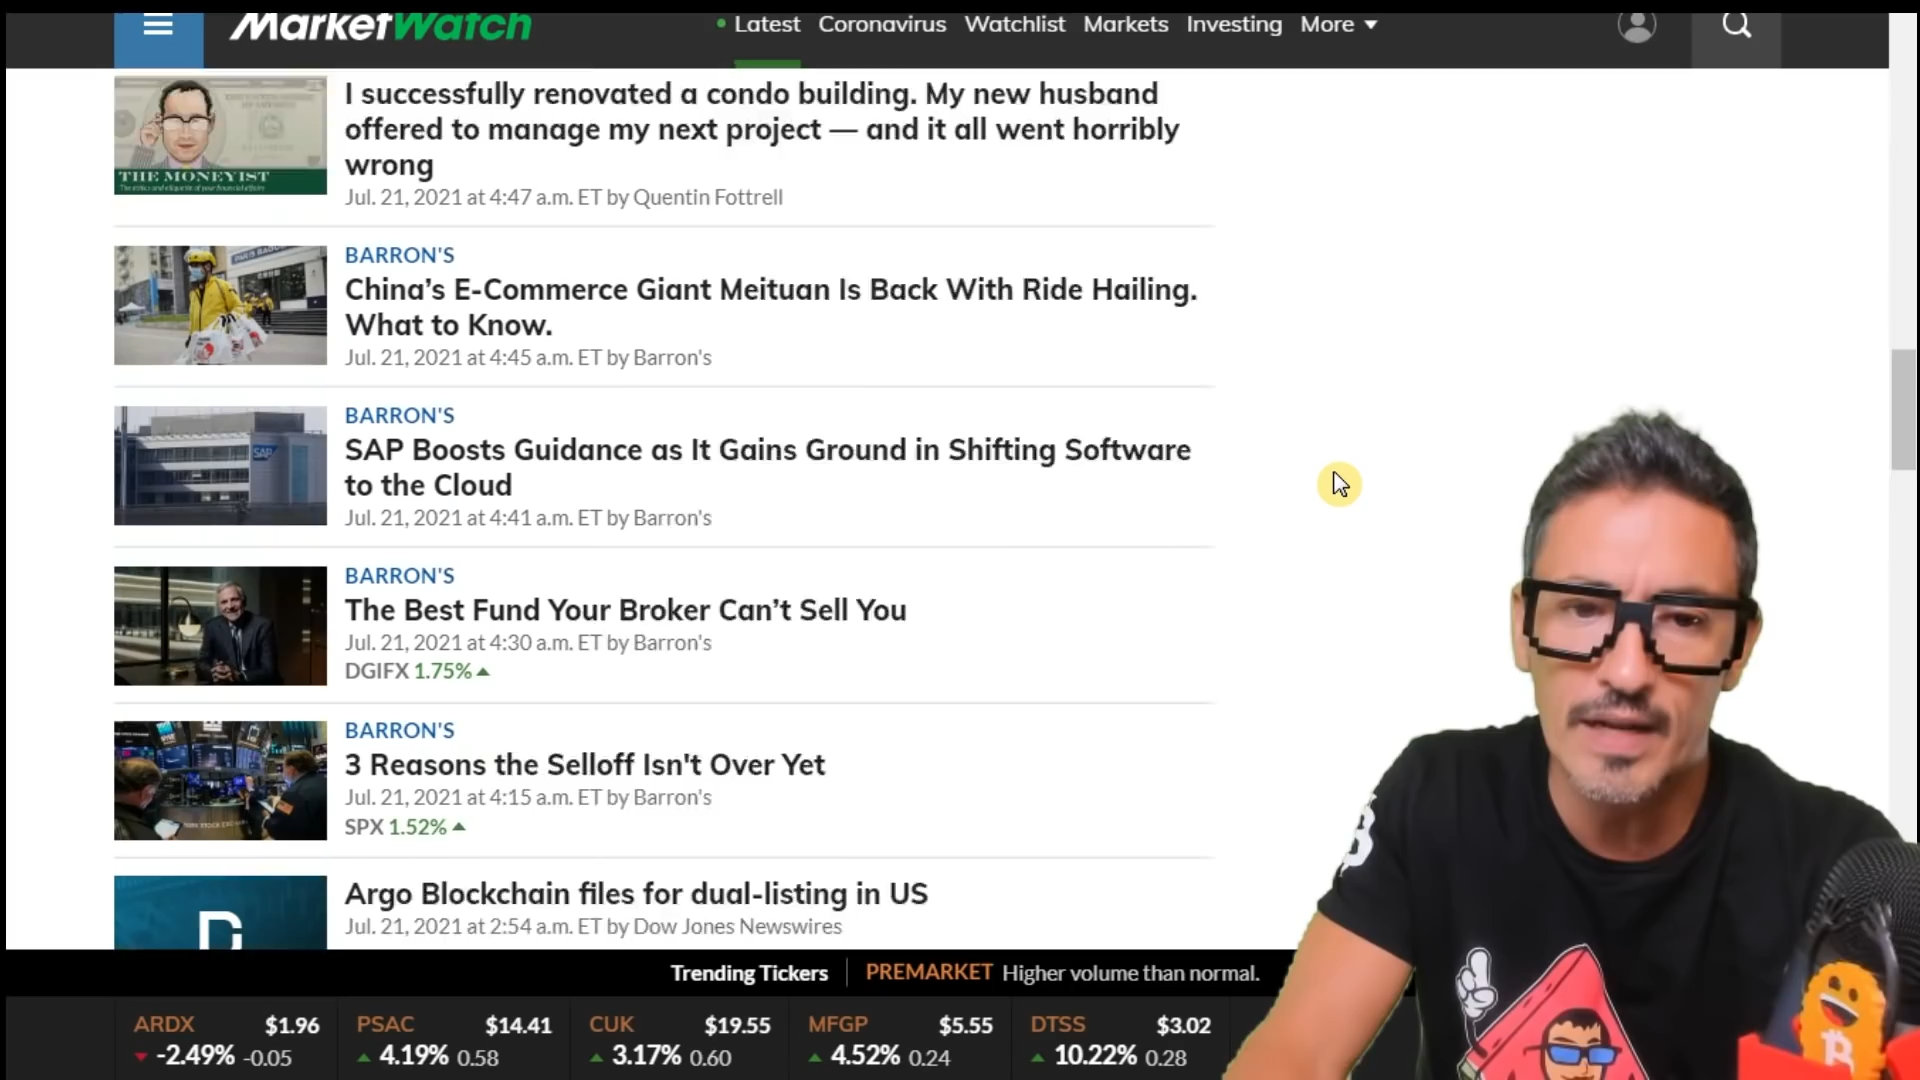 MarketWatch
Latest Coronavirus Watchlist Markets Investing More
I successfully renovated a condo building. My new husband
offered to manage my next project — and it all went horribly
wrong
Jul. 21, 2021 at 4:47 a.m. ET by Quentin Fottrell
THE MONEYIST
BARRON'S
China’s E-Commerce Giant Meituan Is Back With Ride Hailing.
What to Know.
Jul. 21, 2021 at 4:45 a.m. ET by Barron's
BARRON'S
SAP Boosts Guidance as It Gains Ground in Shifting Software
to the Cloud
Jul. 21, 2021 at 4:41 a.m. ET by Barron's
SAP
BARRON'S
The Best Fund Your Broker Can’t Sell You
Jul. 21, 2021 at 4:30 a.m. ET by Barron's
DGIFX 1.75%
BARRON'S
3 Reasons the Selloff Isn't Over Yet
Jul. 21, 2021 at 4:15 a.m. ET by Barron's
SPX 1.52%
Argo Blockchain files for dual-listing in US
Jul. 21, 2021 at 2:54 a.m. ET by Dow Jones Newswires
Trending Tickers PREMARKET Higher volume than normal.
ARDX $1.96 PSAC $14.41 CUK $19.55 MFGP $5.55 DTSS $3.02
-2.49% -0.05 4.19% 0.58 3.17% 0.60 4.52% 0.24 10.22% 0.28